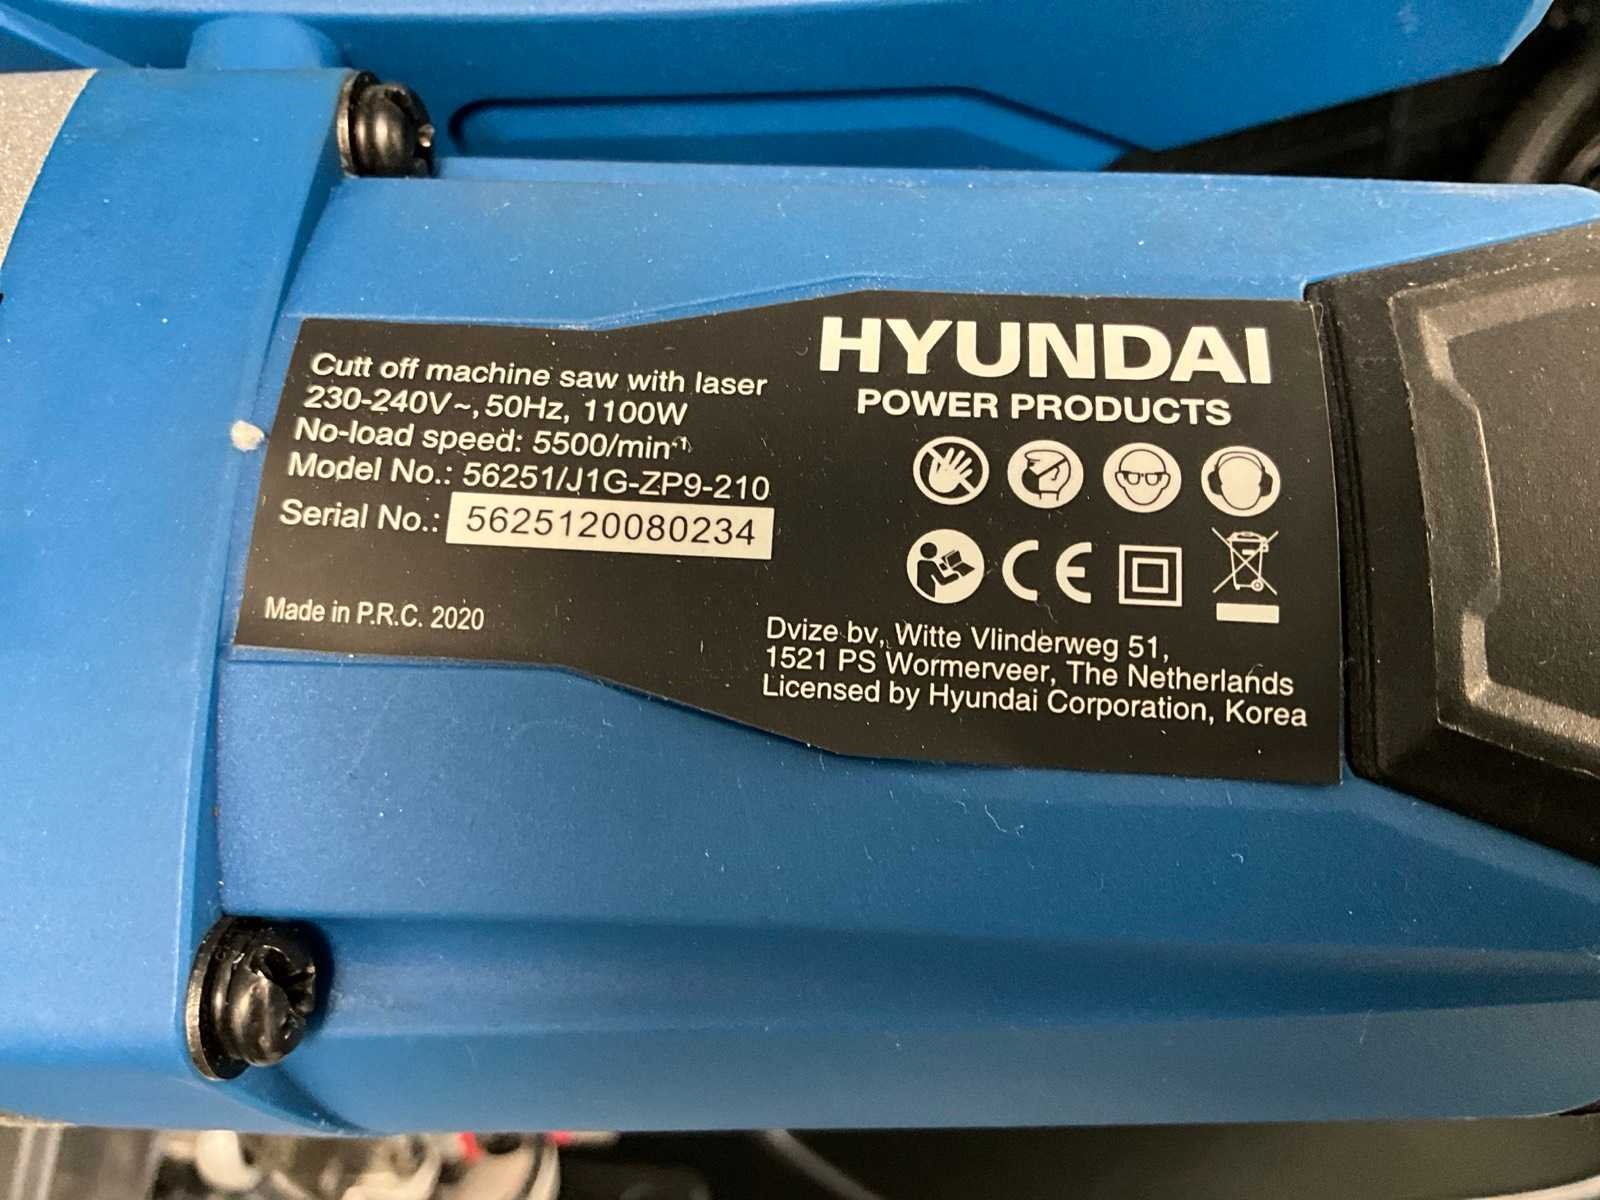 Cutt off machine saw with laser
230-240V~, 50Hz, 1100W
No-load speed: 5500/min⁻¹
Model No.: 56251/J1G-ZP9-210
Serial No.: 5625120080234
Made in P.R.C. 2020
HYUNDAI
POWER PRODUCTS
CE
Dvize bv, Witte Vlinderweg 51,
1521 PS Wormerveer, The Netherlands
Licensed by Hyundai Corporation, Korea